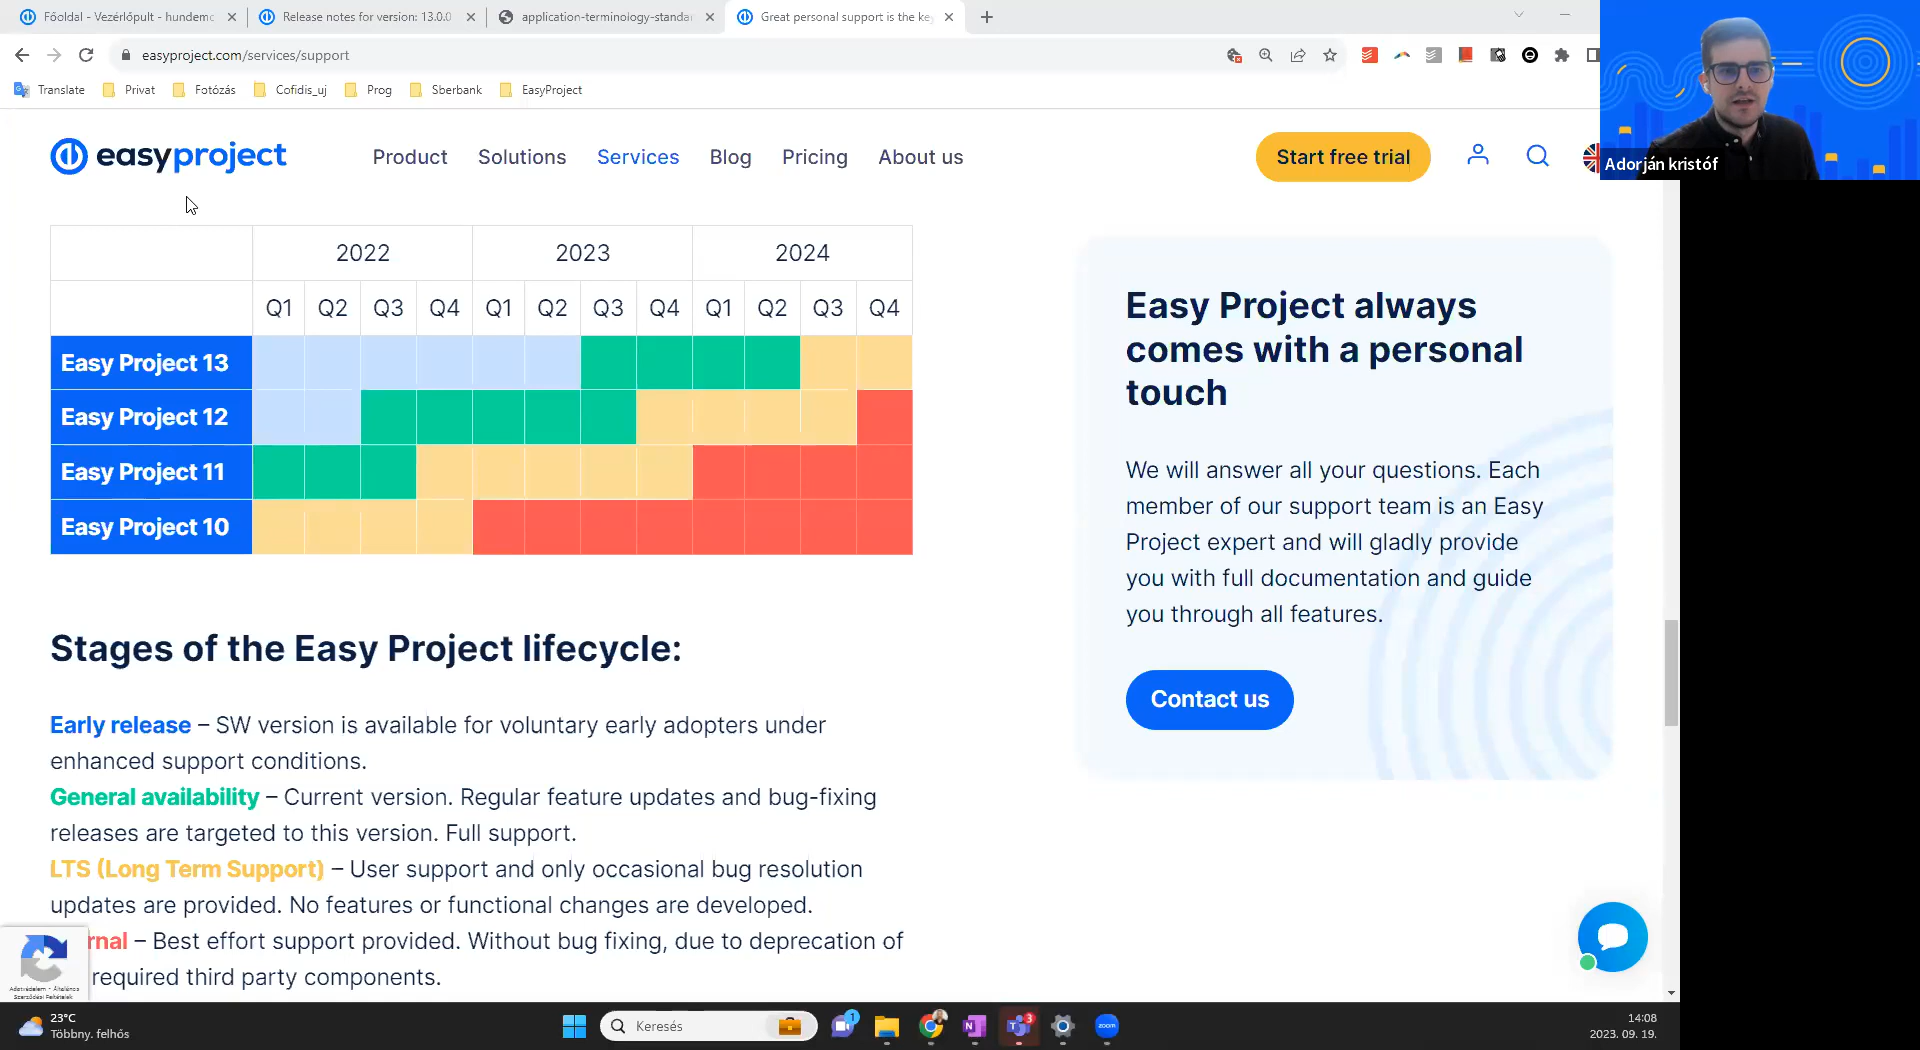 Főoldal - Vezérlőpult - hundemo
Release notes for version: 13.0.0
application-terminology-standar
Great personal support is the key
easyproject.com/services/support
Translate
Privat
Fotózás
Cofidis_uj
Prog
Sberbank
EasyProject
easyproject
Product
Solutions
Services
Blog
Pricing
About us
Start free trial
Adorján kristóf
2022 2023 2024
Q1 Q2 Q3 Q4 Q1 Q2 Q3 Q4 Q1 Q2 Q3 Q4
Easy Project 13
Easy Project 12
Easy Project 11
Easy Project 10
Easy Project always
comes with a personal
touch
We will answer all your questions. Each
member of our support team is an Easy
Project expert and will gladly provide
you with full documentation and guide
you through all features.
Contact us
Stages of the Easy Project lifecycle:
Early release – SW version is available for voluntary early adopters under
enhanced support conditions.
General availability – Current version. Regular feature updates and bug-fixing
releases are targeted to this version. Full support.
LTS (Long Term Support) – User support and only occasional bug resolution
updates are provided. No features or functional changes are developed.
rnal – Best effort support provided. Without bug fixing, due to deprecation of
required third party components.
Adatvédelem - Általános
Szerződési Feltételek
23°C
Többny. felhős
Keresés
1
3
zoom
14:08
2023. 09. 19.